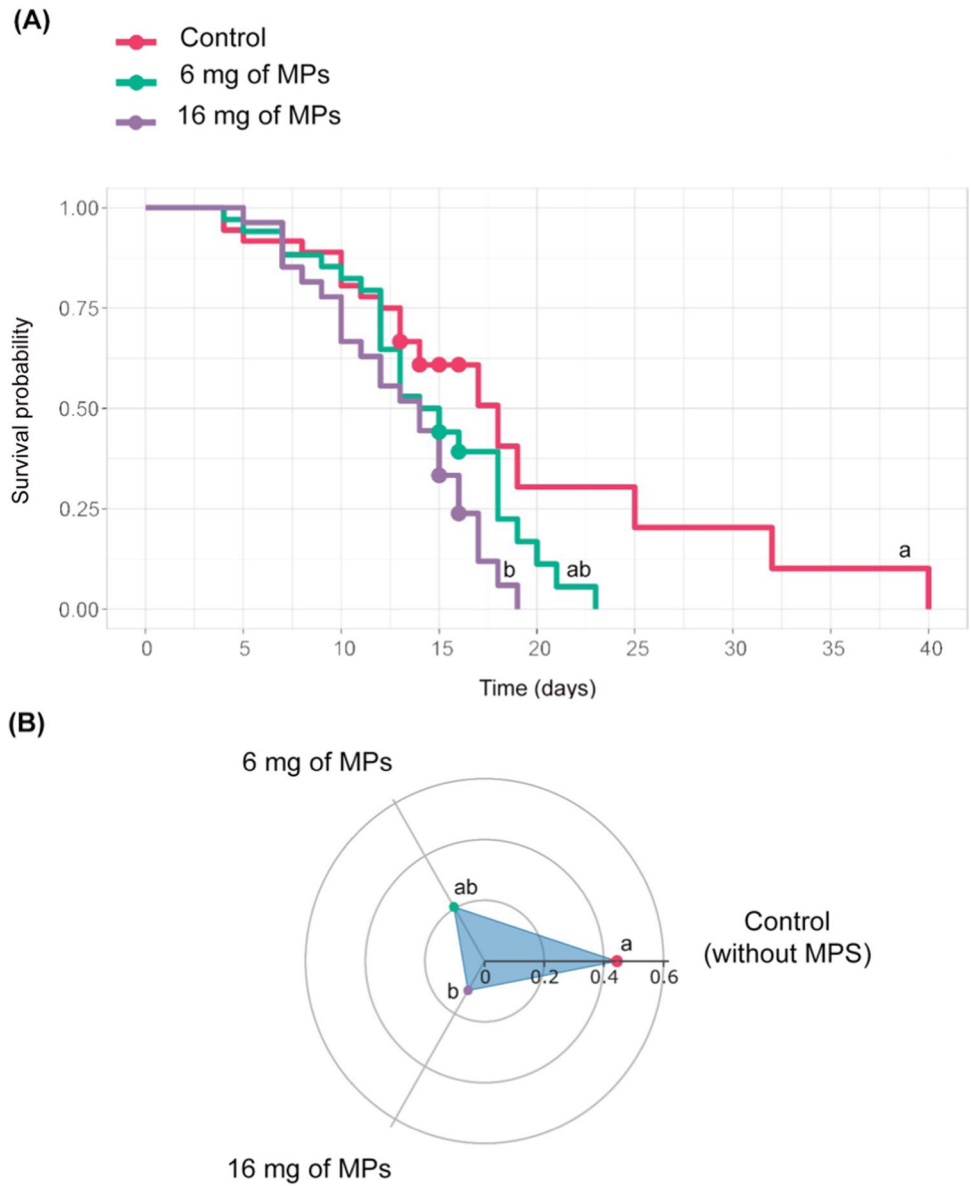 (A)
Control
6 mg of MPs
16 mg of MPs
1.00
0.75
0.50
0.25
0.00
Survival probability
b
ab
a
0 5 10 15 20 25 30 35 40
Time (days)
(B)
6 mg of MPs
ab
a
Control
(without MPS)
b
0 0.2 0.4 0.6
16 mg of MPs